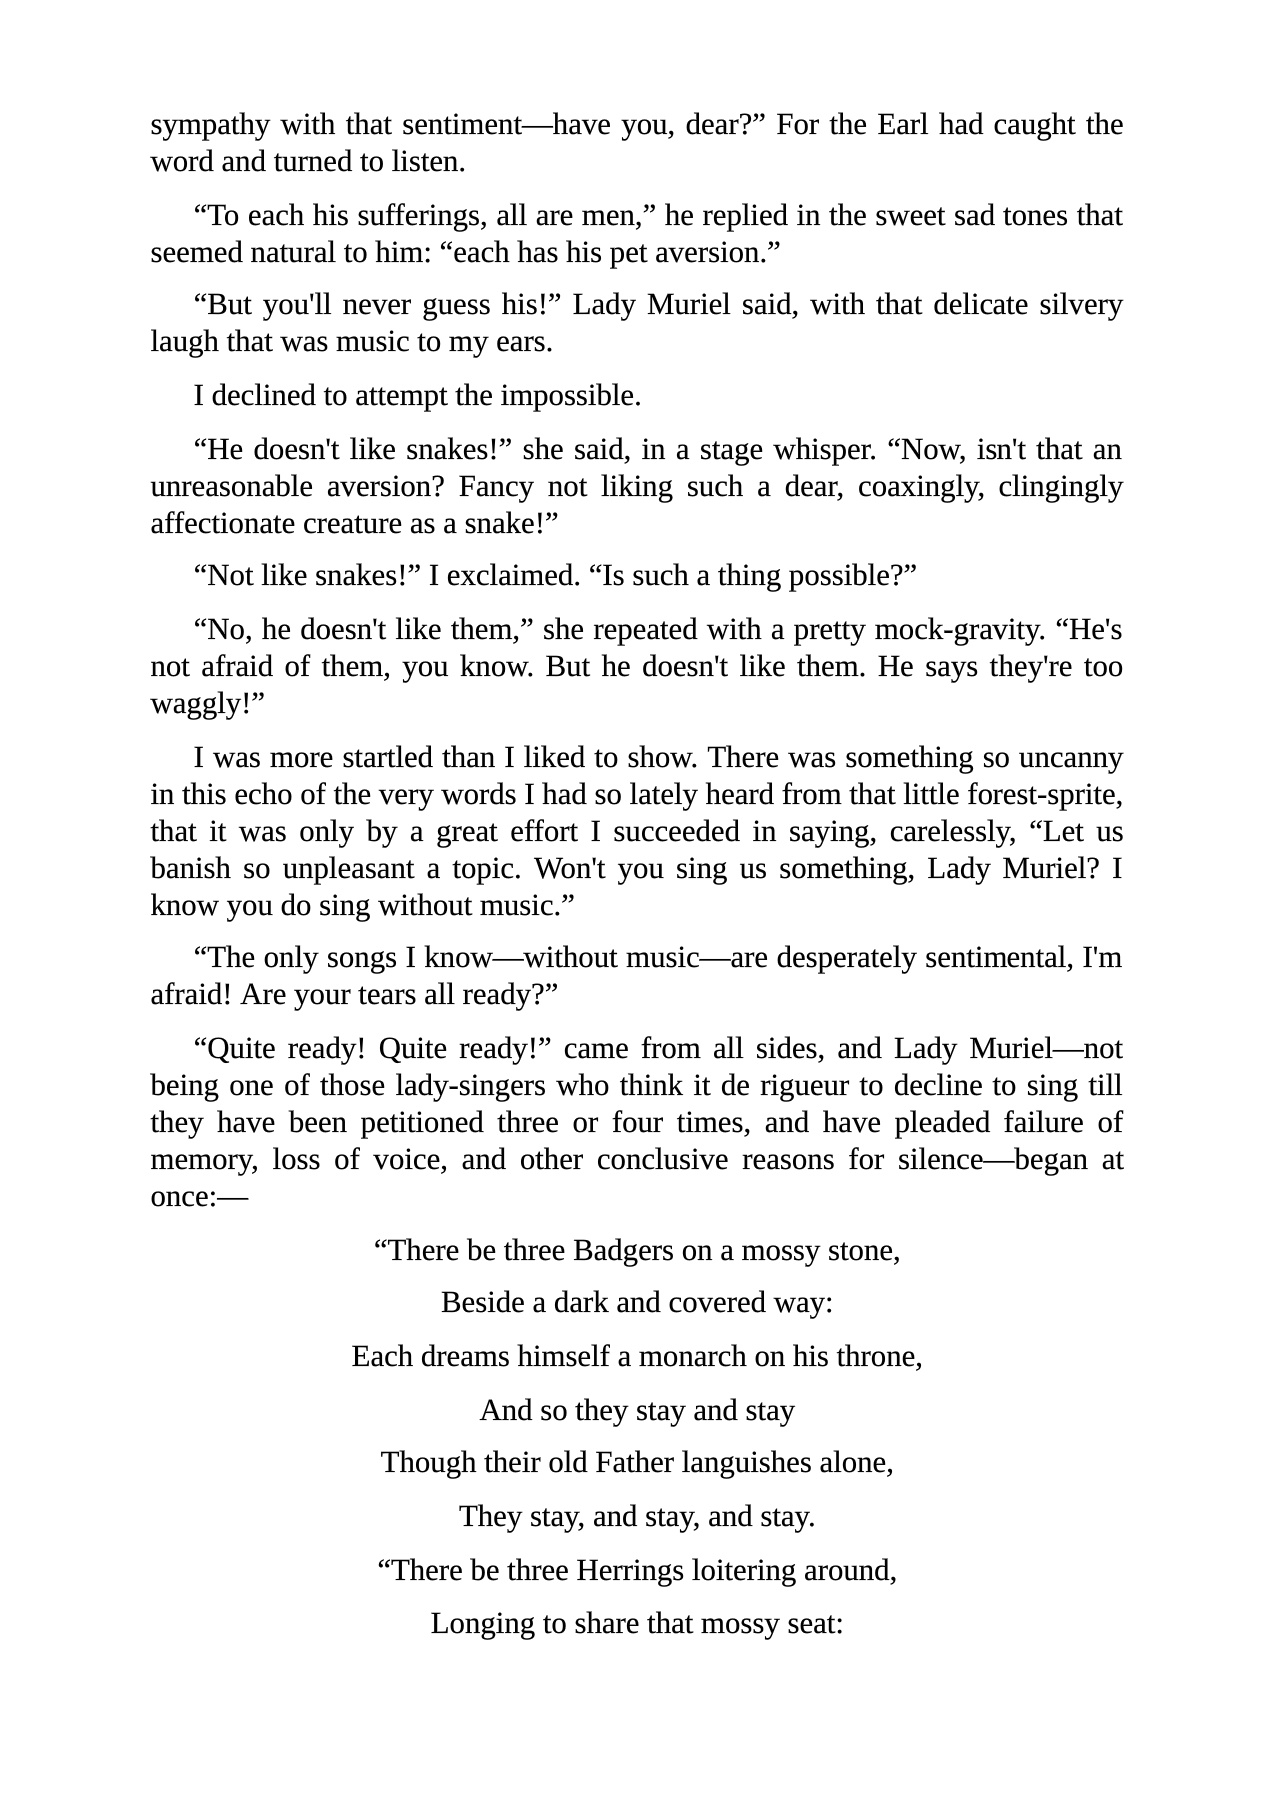 sympathy with that sentiment—have you, dear?” For the Earl had caught the
word and turned to listen.
“To each his sufferings, all are men,” he replied in the sweet sad tones that
seemed natural to him: “each has his pet aversion.”
“But you'll never guess his!” Lady Muriel said, with that delicate silvery
laugh that was music to my ears.
I declined to attempt the impossible.
“He doesn't like snakes!” she said, in a stage whisper. “Now, isn't that an
unreasonable aversion? Fancy not liking such a dear, coaxingly, clingingly
affectionate creature as a snake!”
“Not like snakes!” I exclaimed. “Is such a thing possible?”
“No, he doesn't like them,” she repeated with a pretty mock-gravity. “He's
not afraid of them, you know. But he doesn't like them. He says they're too
waggly!”
I was more startled than I liked to show. There was something so uncanny
in this echo of the very words I had so lately heard from that little forest-sprite,
that it was only by a great effort I succeeded in saying, carelessly, “Let us
banish so unpleasant a topic. Won't you sing us something, Lady Muriel? I
know you do sing without music.”
“The only songs I know—without music—are desperately sentimental, I'm
afraid! Are your tears all ready?”
“Quite ready! Quite ready!” came from all sides, and Lady Muriel—not
being one of those lady-singers who think it de rigueur to decline to sing till
they have been petitioned three or four times, and have pleaded failure of
memory, loss of voice, and other conclusive reasons for silence—began at
once:—
“There be three Badgers on a mossy stone,
Beside a dark and covered way:
Each dreams himself a monarch on his throne,
And so they stay and stay
Though their old Father languishes alone,
They stay, and stay, and stay.
“There be three Herrings loitering around,
Longing to share that mossy seat: